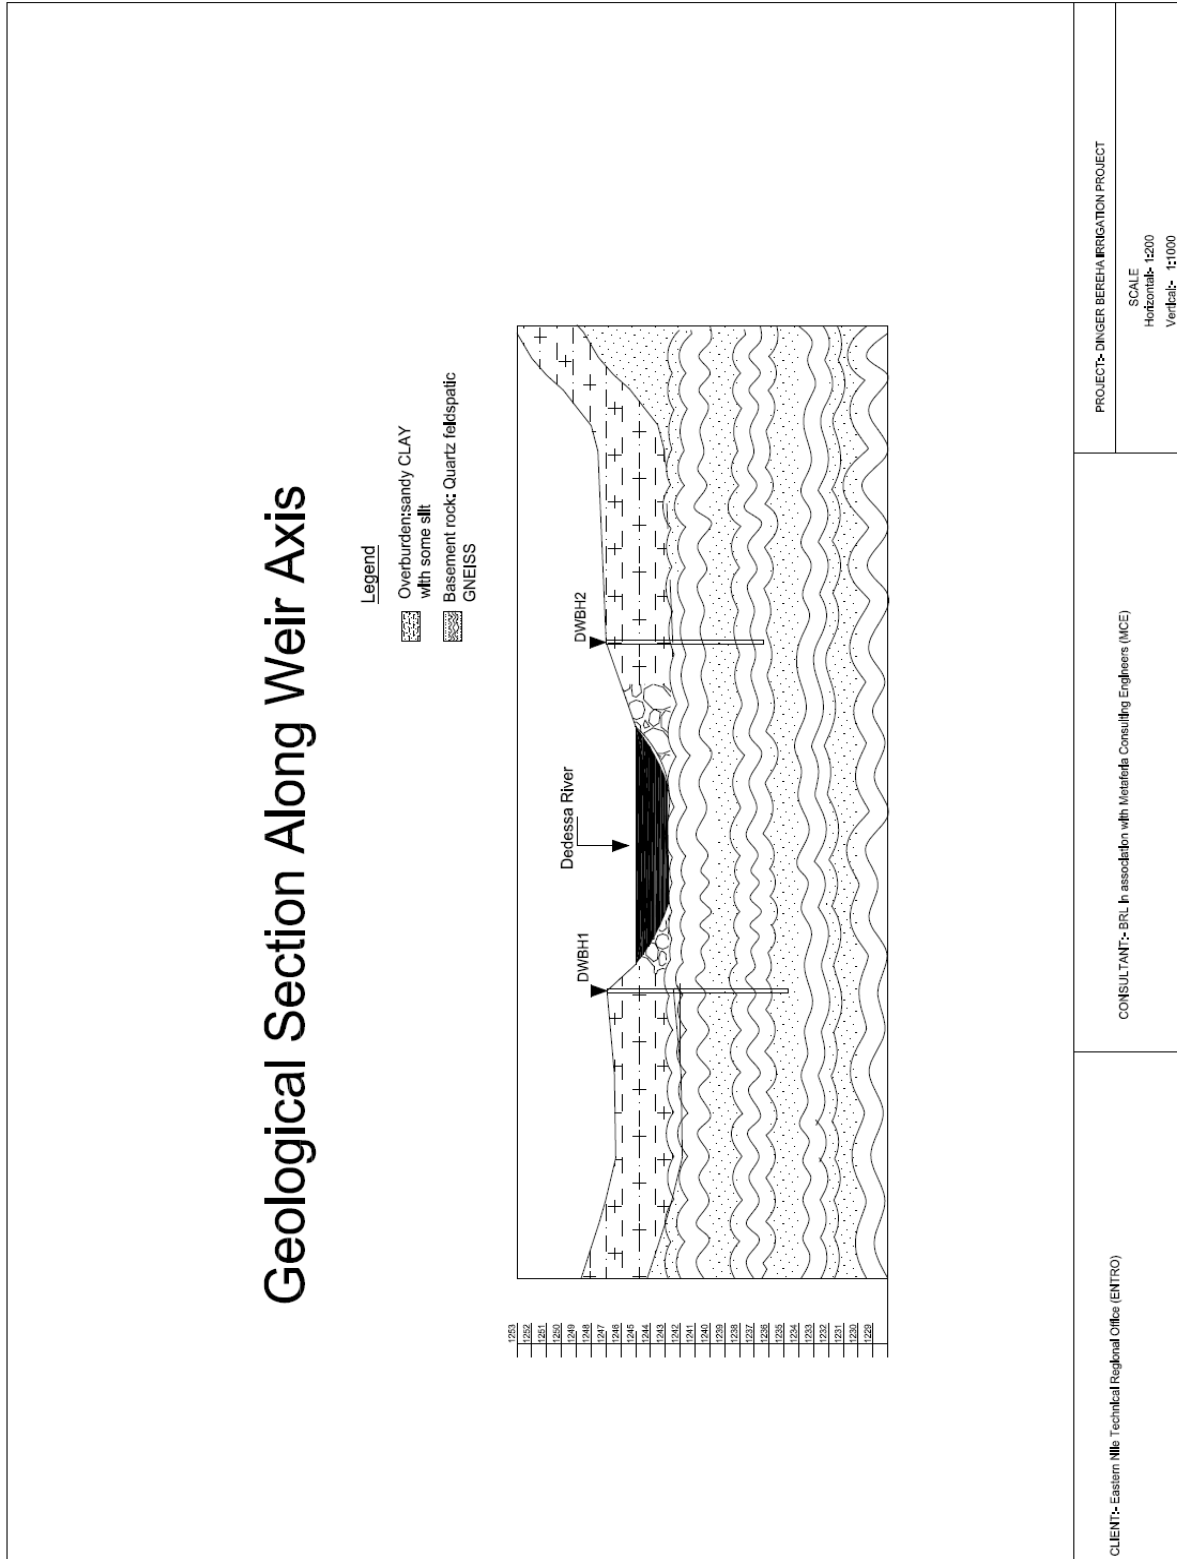 Geological Section Along Weir Axis
Legend
Overburden:sandy CLAY
with some silt
Basement rock: Quartz feldspatic
GNEISS
DWBH1
Dedessa River
DWBH2
1253
1252
1251
1250
1249
1248
1247
1246
1245
1244
1243
1242
1241
1240
1239
1238
1237
1236
1235
1234
1233
1232
1231
1230
1229
CLIENT:- Eastern Nile Technical Regional Office (ENTRO)
CONSULTANT:- BRL in association with Metaferia Consulting Engineers (MCE)
PROJECT:- DINGER BEREHA IRRIGATION PROJECT
SCALE
Horizontal:- 1:200
Vertical:- 1:1000